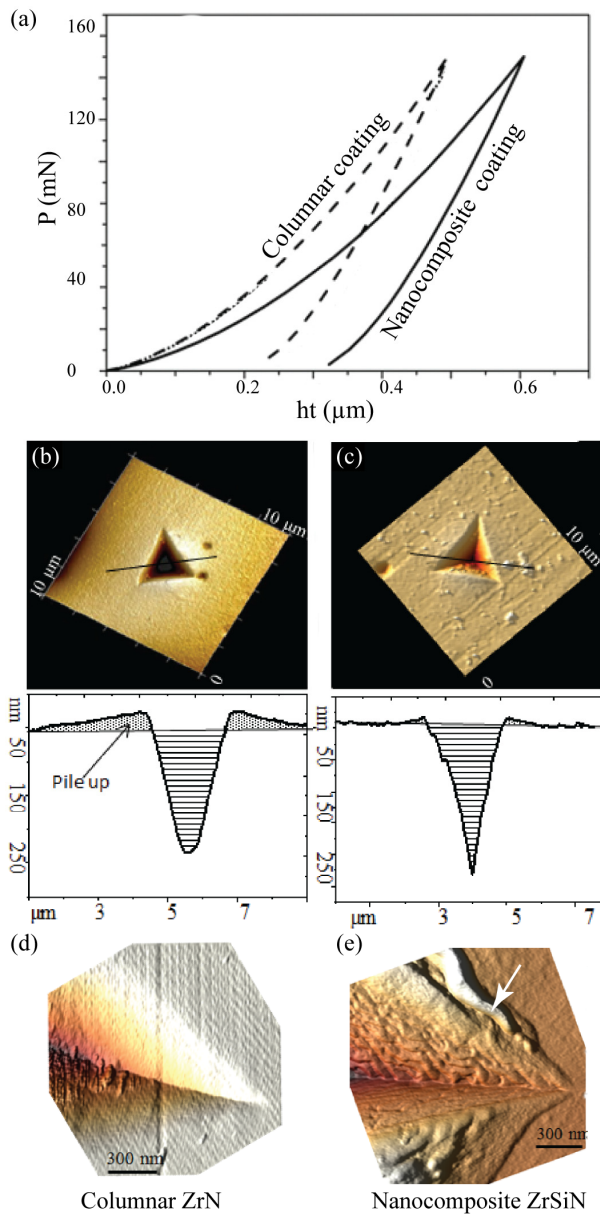 (a)
160
120
80
40
0
P (mN)
Columnar coating
Nanocomposite coating
0.0 0.2 0.4 0.6
ht (µm)
(b) (c)
10 µm 10 µm 0
10 µm 0
nm
50
150
250
Pile up
µm 3 5 7
nm
50
150
250
µm 3 5 7
(d) (e)
300 nm
300 nm
Columnar ZrN Nanocomposite ZrSiN